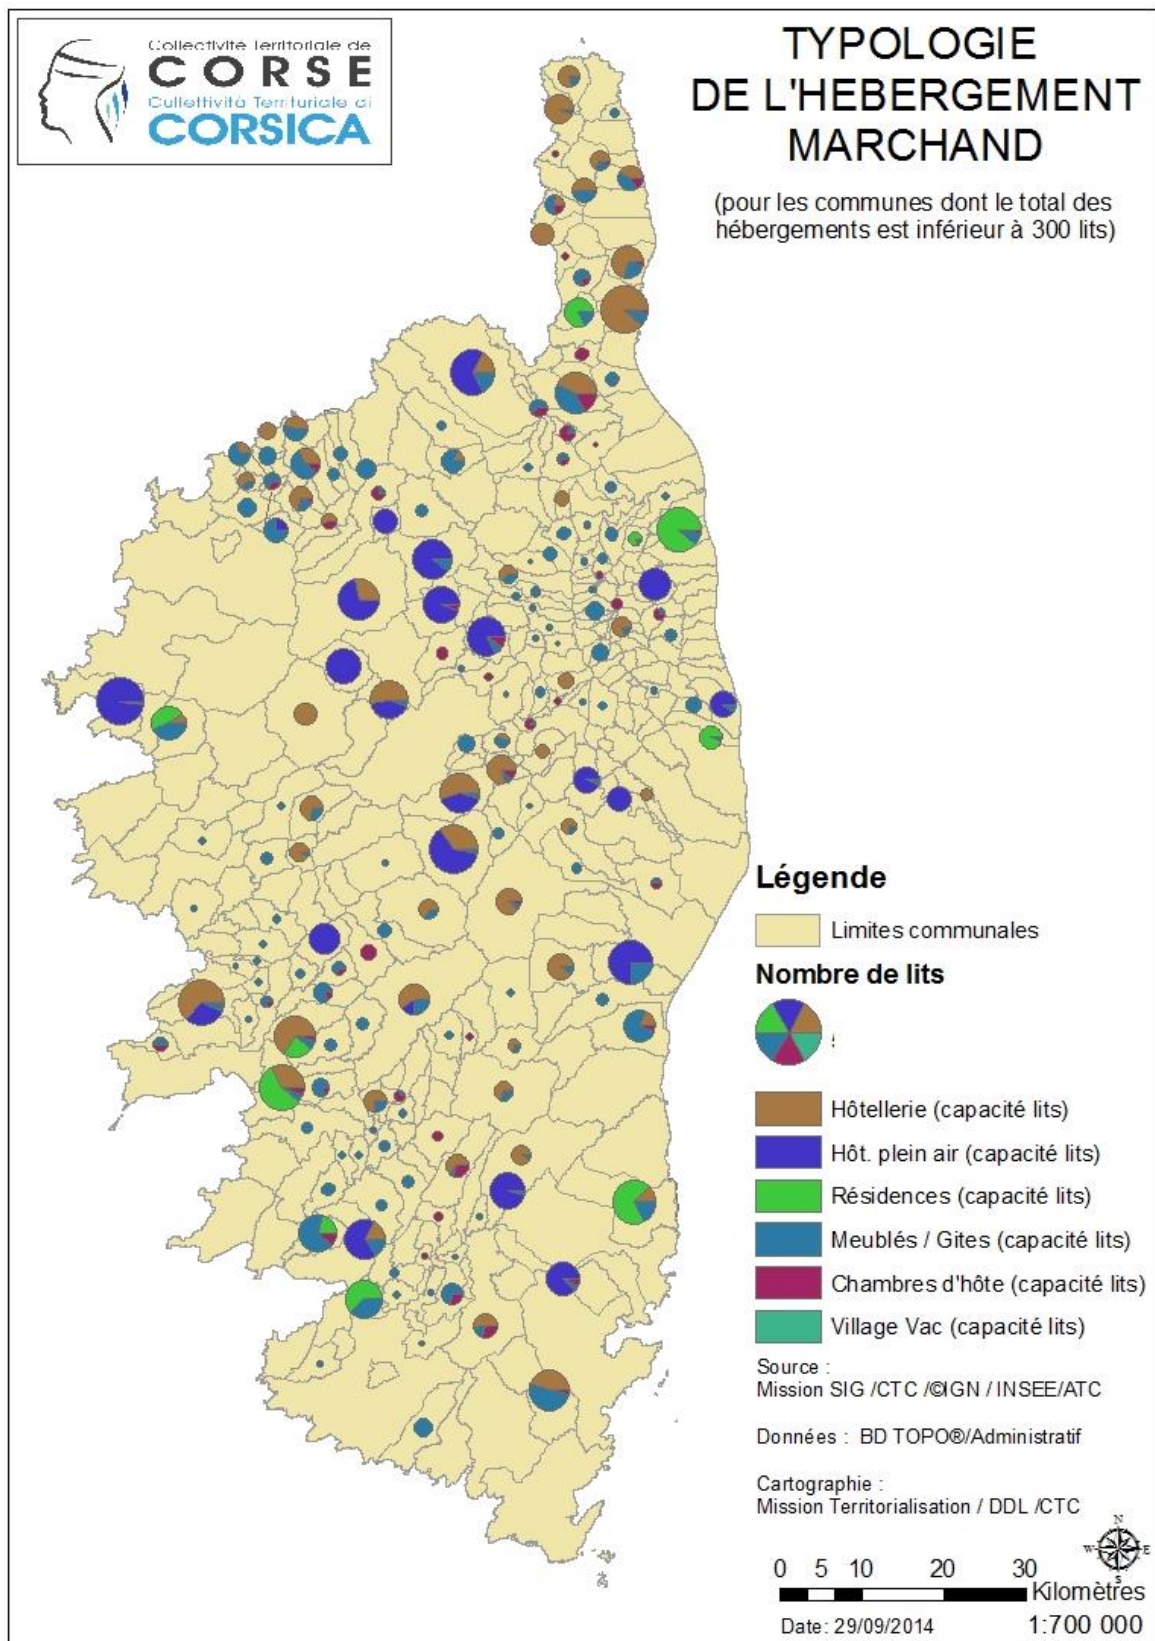 Collectivité Territoriale de
CORSE
Cullettività Territuriale di
CORSICA
TYPOLOGIE
DE L'HEBERGEMENT
MARCHAND
(pour les communes dont le total des
hébergements est inférieur à 300 lits)
Légende
Limites communales
Nombre de lits
Hôtellerie (capacité lits)
Hôt. plein air (capacité lits)
Résidences (capacité lits)
Meublés / Gites (capacité lits)
Chambres d'hôte (capacité lits)
Village Vac (capacité lits)
Source :
Mission SIG /CTC /©IGN / INSEE/ATC
Données : BD TOPO®/Administratif
Cartographie :
Mission Territorialisation / DDL /CTC
N
W E
S
0 5 10 20 30
Kilomètres
Date: 29/09/2014 1:700 000